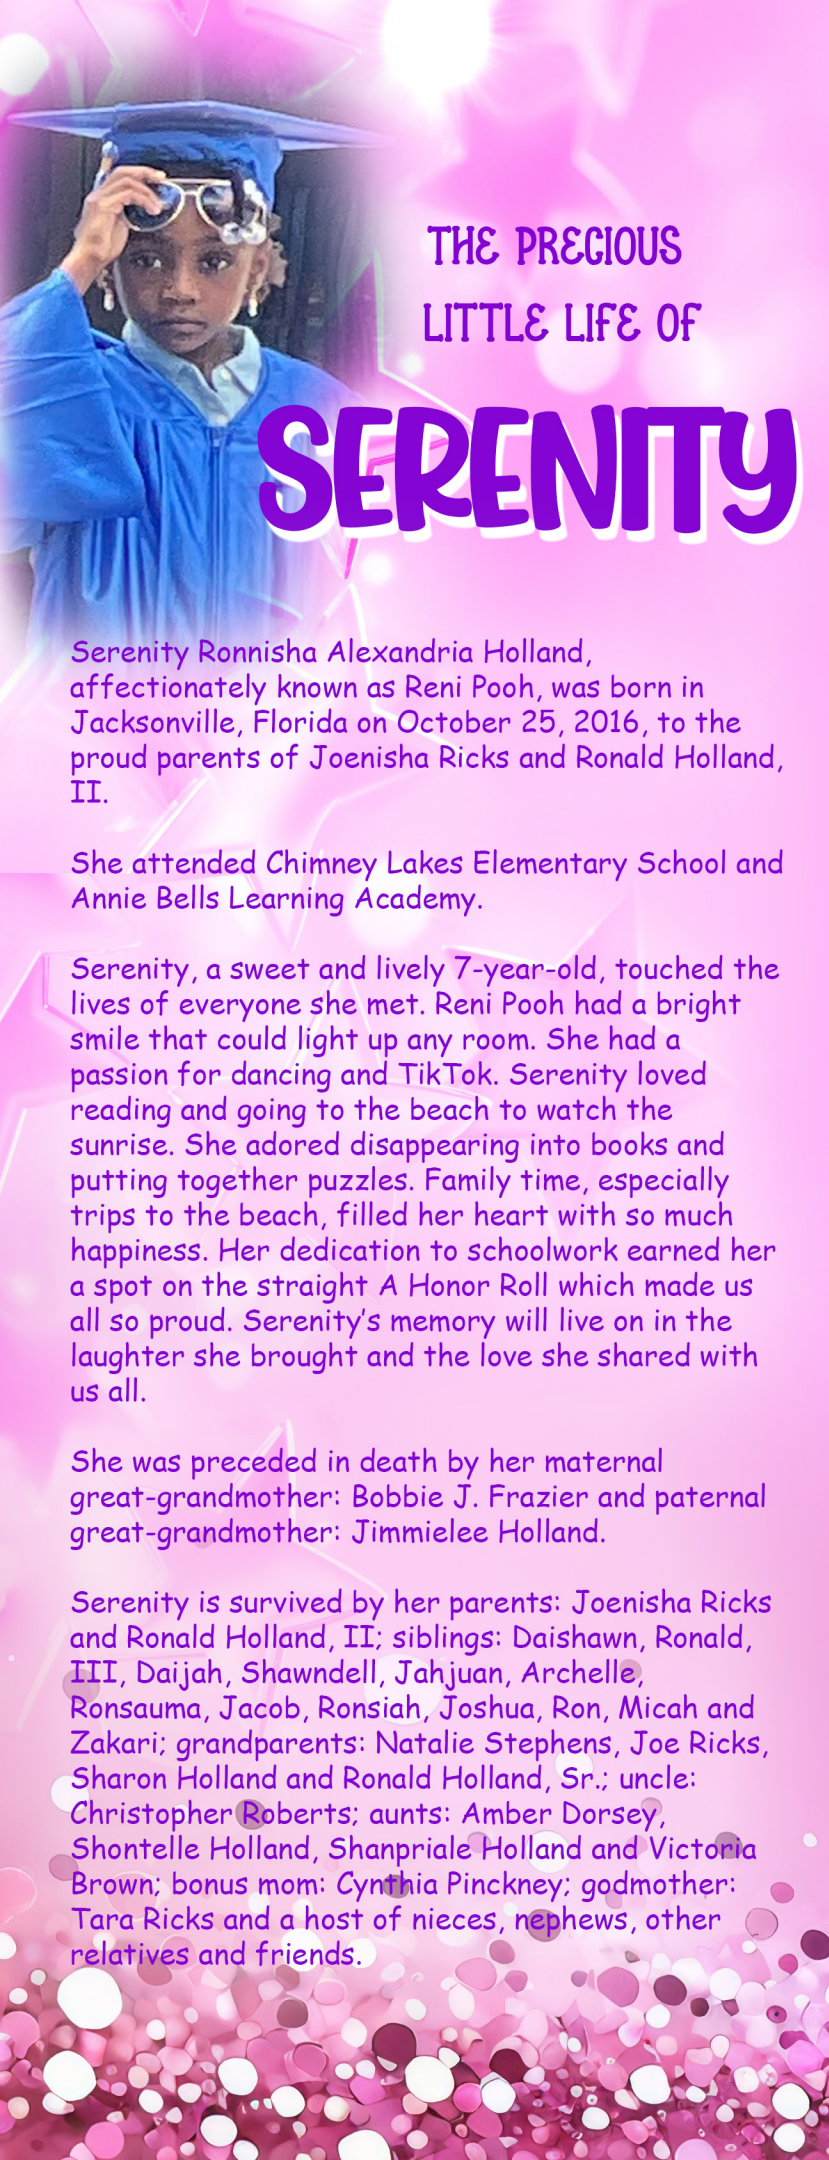 THE PRECIOUS
LITTLE LIFE OF
SERENITY
Serenity Ronnisha Alexandria Holland,
affectionately known as Reni Pooh, was born in
Jacksonville, Florida on October 25, 2016, to the
proud parents of Joenisha Ricks and Ronald Holland,
II.
She attended Chimney Lakes Elementary School and
Annie Bells Learning Academy.
Serenity, a sweet and lively 7-year-old, touched the
lives of everyone she met. Reni Pooh had a bright
smile that could light up any room. She had a
passion for dancing and TikTok. Serenity loved
reading and going to the beach to watch the
sunrise. She adored disappearing into books and
putting together puzzles. Family time, especially
trips to the beach, filled her heart with so much
happiness. Her dedication to schoolwork earned her
a spot on the straight A Honor Roll which made us
all so proud. Serenity's memory will live on in the
laughter she brought and the love she shared with
us all.
She was preceded in death by her maternal
great-grandmother: Bobbie J. Frazier and paternal
great-grandmother: Jimmielee Holland.
Serenity is survived by her parents: Joenisha Ricks
and Ronald Holland, II; siblings: Daishawn, Ronald,
III, Daijah, Shawndell, Jahjuan, Archelle,
Ronsauma, Jacob, Ronsiah, Joshua, Ron, Micah and
Zakari; grandparents: Natalie Stephens, Joe Ricks,
Sharon Holland and Ronald Holland, Sr.; uncle:
Christopher Roberts; aunts: Amber Dorsey,
Shontelle Holland, Shanpriale Holland and Victoria
Brown; bonus mom: Cynthia Pinckney; godmother:
Tara Ricks and a host of nieces, nephews, other
relatives and friends.